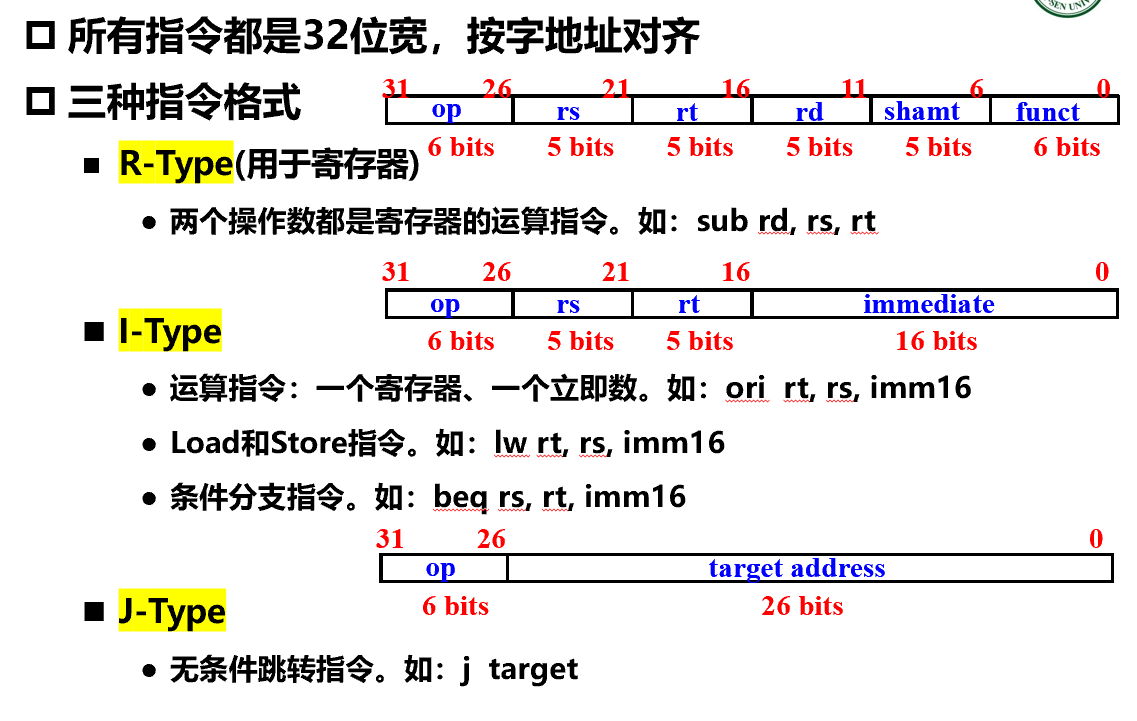 SEN UNIV
所有指令都是32位宽，按字地址对齐
三种指令格式
31 26 21 16 11 6 0
op rs rt rd shamt funct
6 bits 5 bits 5 bits 5 bits 5 bits 6 bits
R-Type(用于寄存器)
两个操作数都是寄存器的运算指令。如：sub rd, rs, rt
31 26 21 16 0
op rs rt immediate
6 bits 5 bits 5 bits 16 bits
I-Type
运算指令：一个寄存器、一个立即数。如：ori rt, rs, imm16
Load和Store指令。如：lw rt, rs, imm16
条件分支指令。如：beq rs, rt, imm16
31 26 0
op target address
6 bits 26 bits
J-Type
无条件跳转指令。如：j target